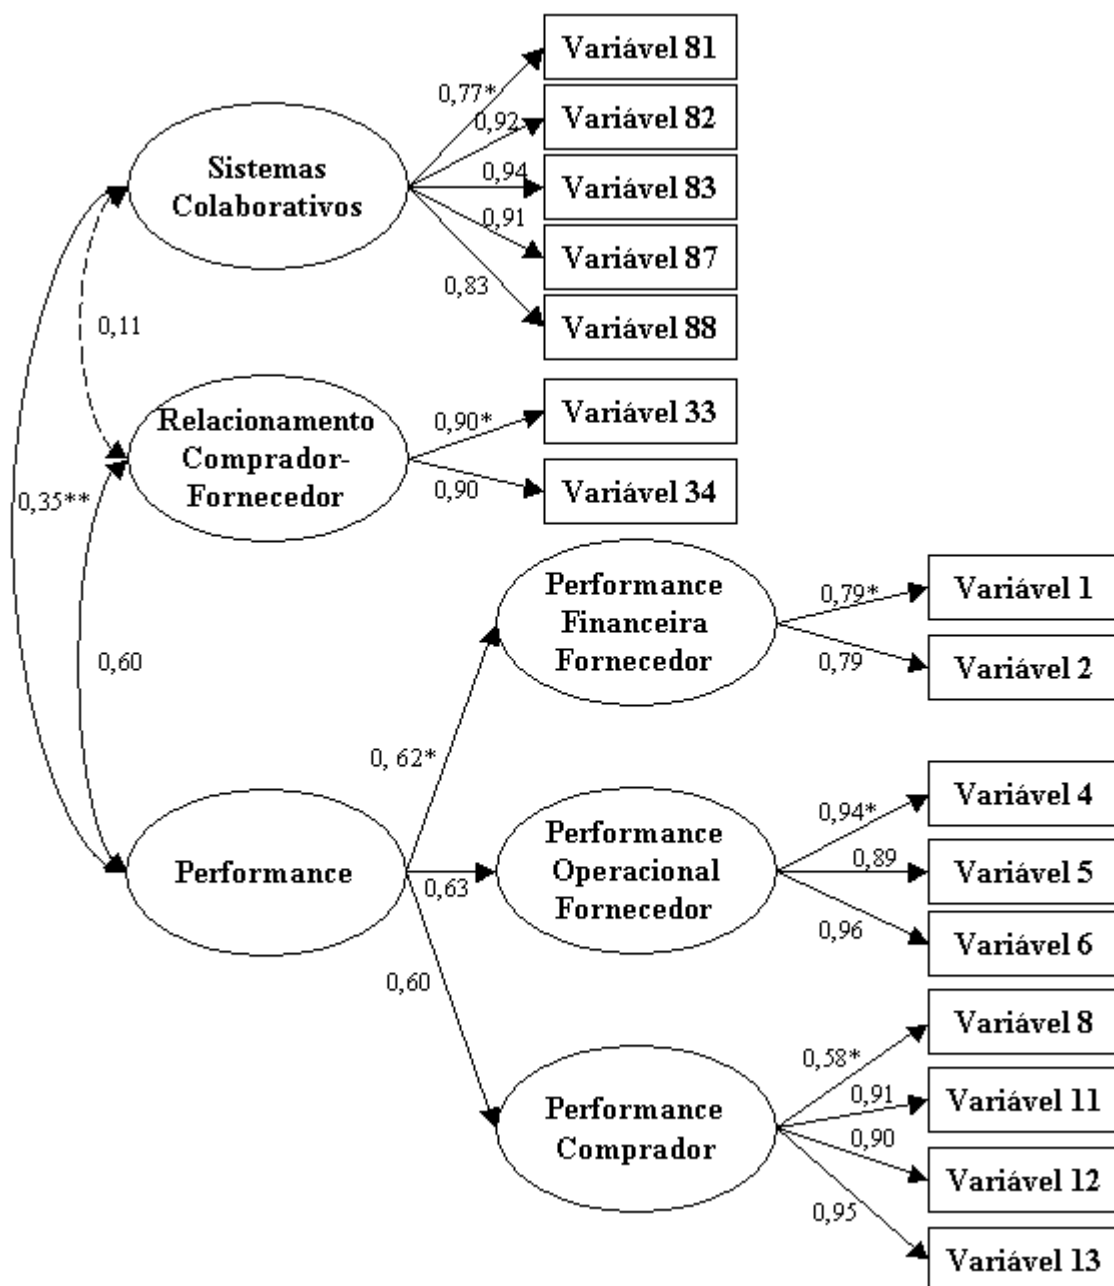 Variável 81
0,77*
Variável 82
0,92
Sistemas
Colaborativos
0,94
Variável 83
0,91
Variável 87
0,83
Variável 88
0,11
Relacionamento
Comprador-
Fornecedor
0,90*
Variável 33
0,90
Variável 34
0,35**
Performance
Financeira
Fornecedor
0,79*
Variável 1
0,79
Variável 2
0,60
0, 62*
Performance
0,63
Performance
Operacional
Fornecedor
0,94*
Variável 4
0,89
Variável 5
0,96
Variável 6
0,60
Performance
Comprador
0,58*
Variável 8
0,91
Variável 11
0,90
Variável 12
0,95
Variável 13